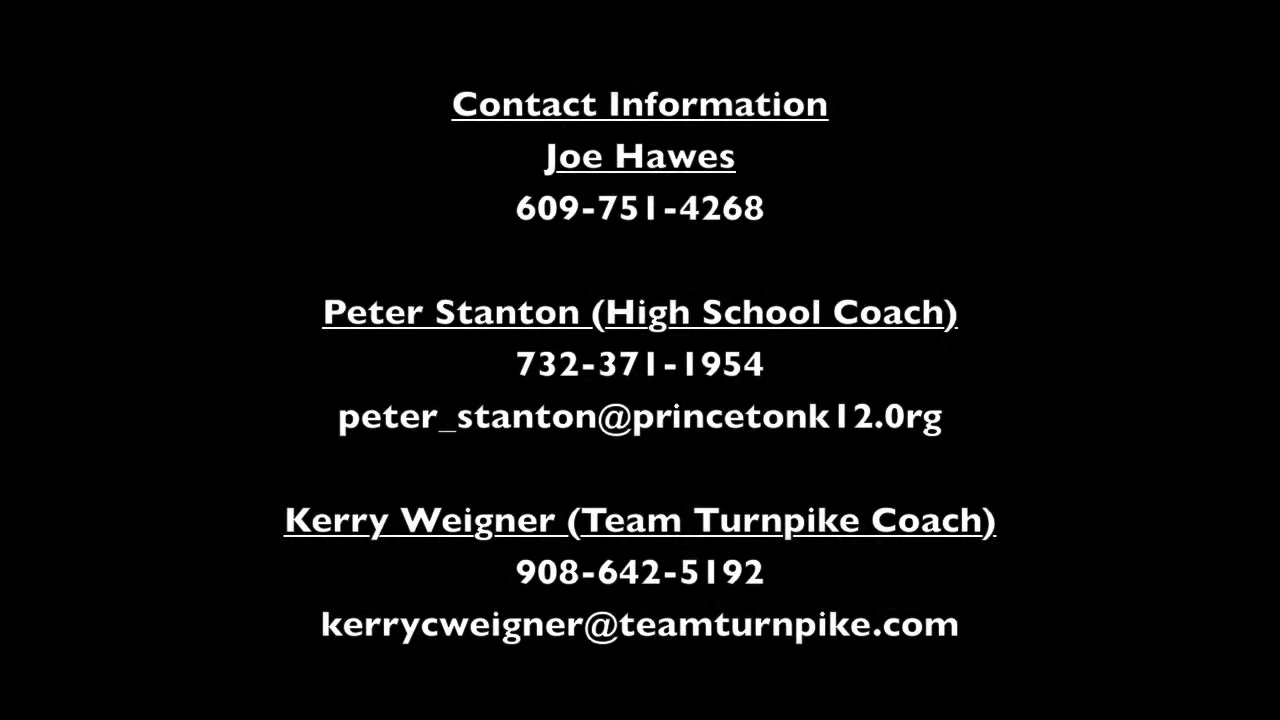 Contact Information
Joe Hawes
609-751-4268
Peter Stanton (High School Coach)
732-371-1954
peter_stanton@princetonk12.0rg
Kerry Weigner (Team Turnpike Coach)
908-642-5192
kerrycweigner@teamturnpike.com